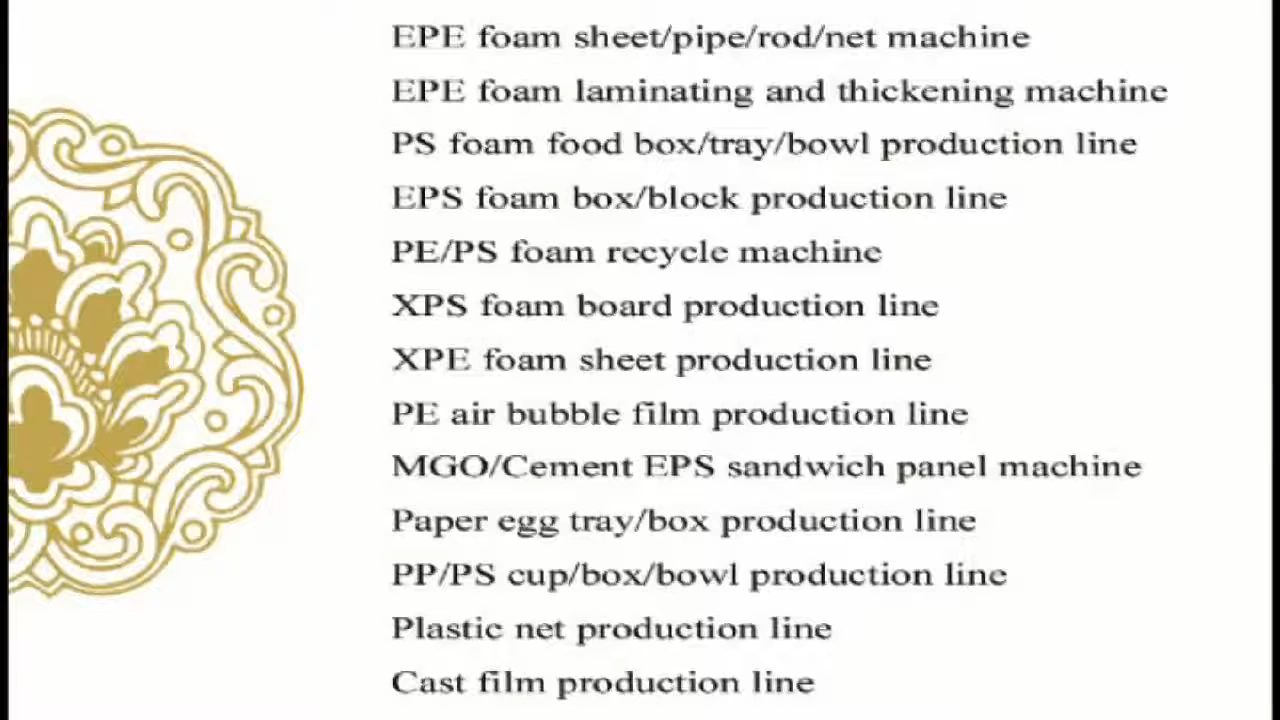 EPE foam sheet/pipe/rod/net machine
EPE foam laminating and thickening machine
PS foam food box/tray/bowl production line
EPS foam box/block production line
PE/PS foam recycle machine
XPS foam board production line
XPE foam sheet production line
PE air bubble film production line
MGO/Cement EPS sandwich panel machine
Paper egg tray/box production line
PP/PS cup/box/bowl production line
Plastic net production line
Cast film production line